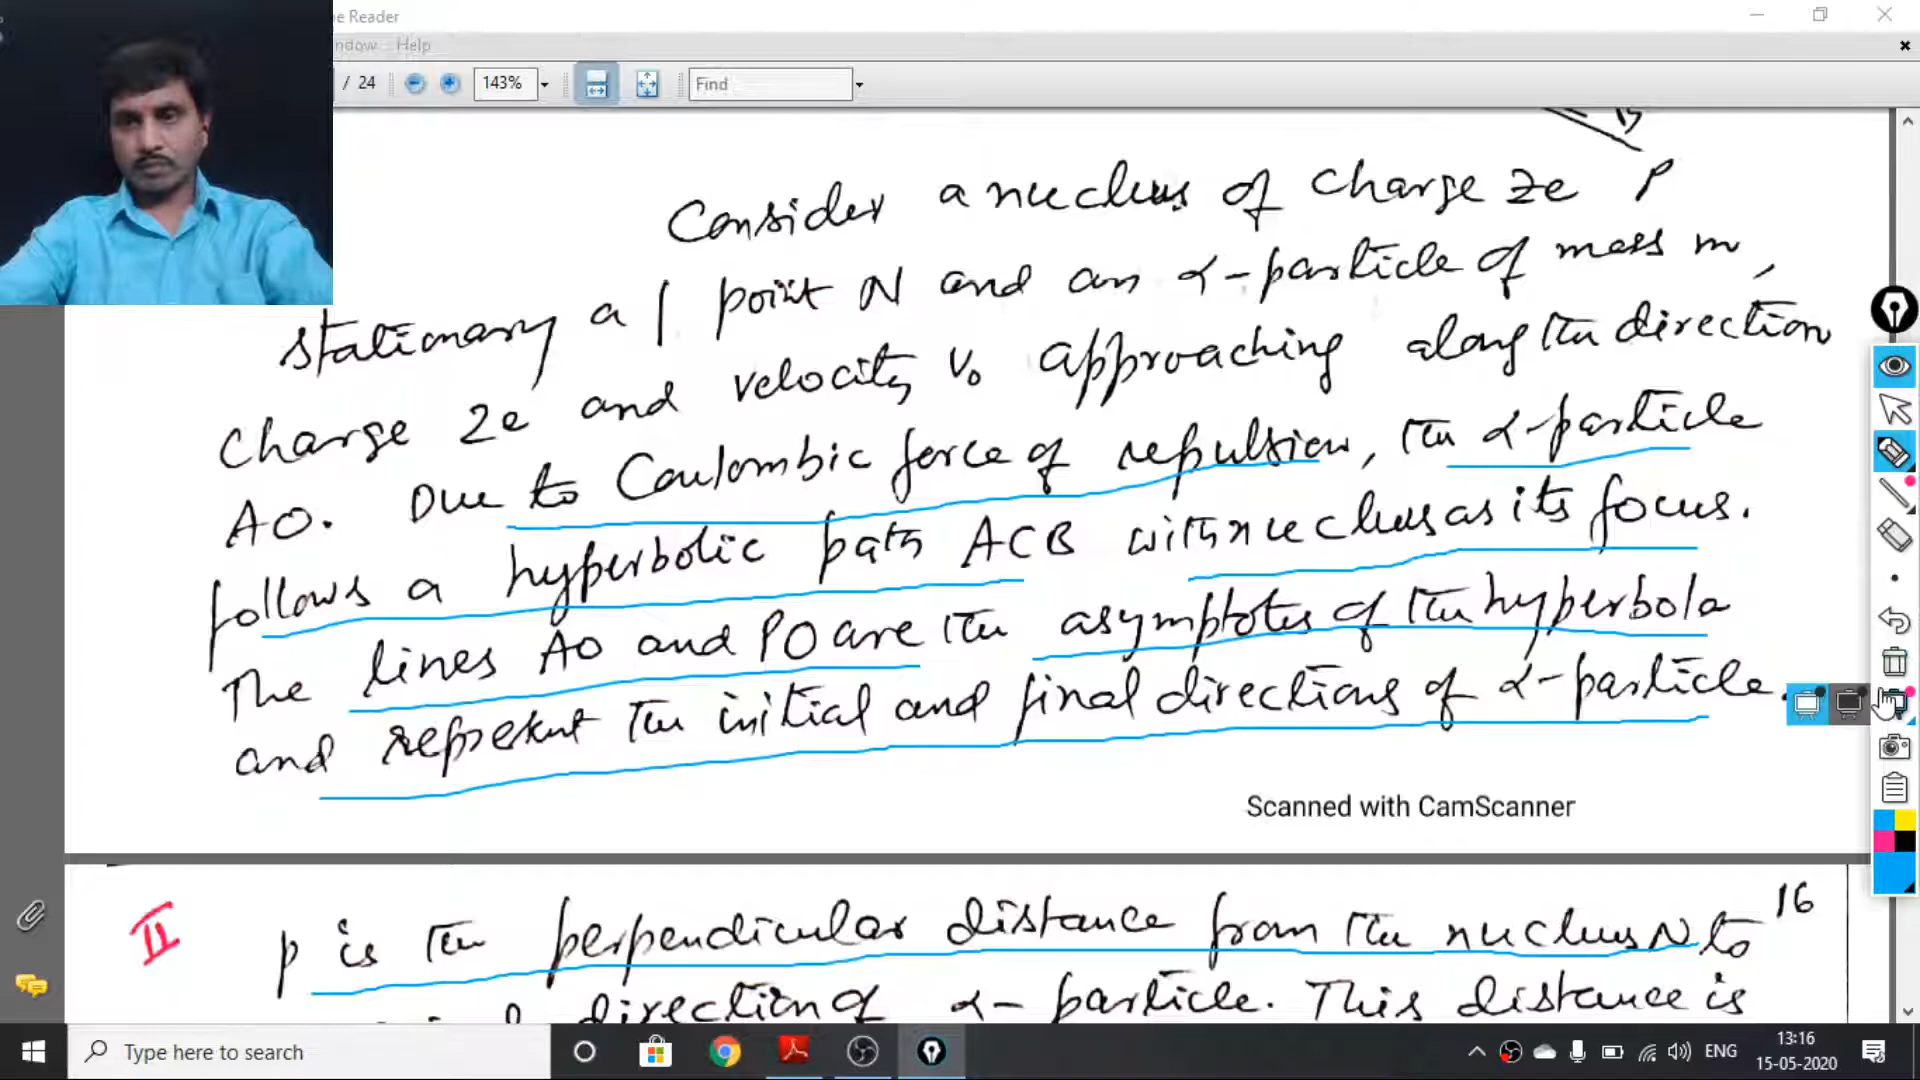 e Reader
ndow Help
/ 24 143% Find
Consider a nucleus of charge ze P
stationary at point N and an α-particle of mass m,
charge 2e and velocity v₀ approaching along the direction
AO. Due to Coulombic force of repulsion, the α-particle
follows a hyperbolic path ACB with nucleus as its focus.
The lines AO and PO are the asymptotes of the hyperbola
and represent the initial and final directions of α-particle.
Scanned with CamScanner
16
II p is the perpendicular distance from the nucleus N to
direction of α-particle. This distance is
Type here to search
ENG
13:16
15-05-2020